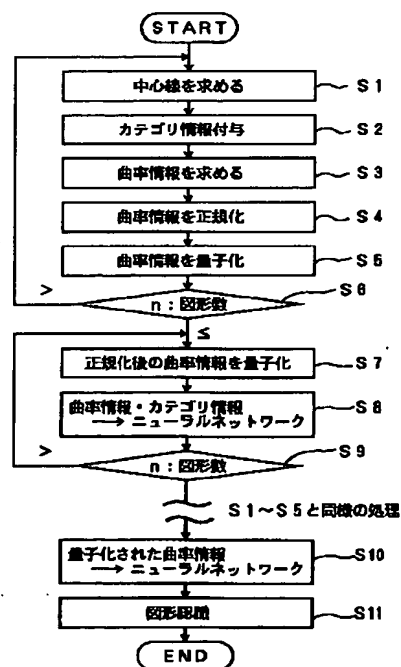 START
中心線を求める
S1
カテゴリ情報付与
S2
曲率情報を求める
S3
曲率情報を正規化
S4
曲率情報を量子化
S5
>
n:図形数
S6
≤
正規化後の曲率情報を量子化
S7
曲率情報・カテゴリ情報
→ ニューラルネットワーク
S8
>
n:図形数
S9
S1~S5と同様の処理
量子化された曲率情報
→ ニューラルネットワーク
S10
図形認識
S11
END